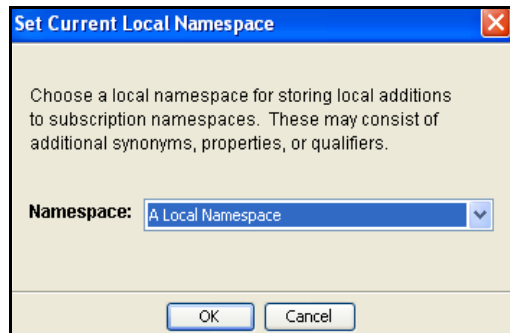 Set Current Local Namespace
Choose a local namespace for storing local additions
to subscription namespaces. These may consist of
additional synonyms, properties, or qualifiers.
Namespace: A Local Namespace
OK Cancel